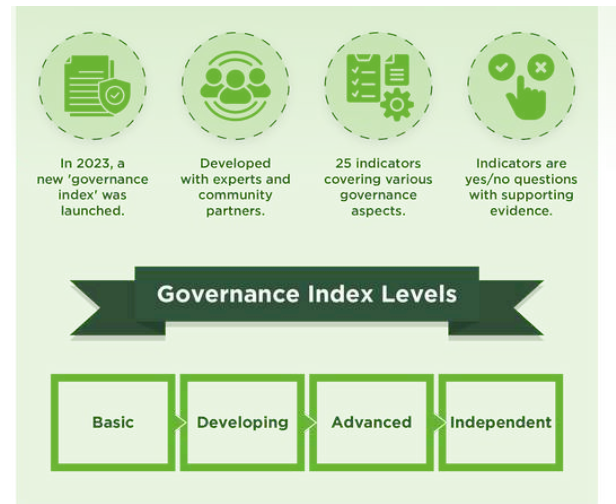 In 2023, a
new 'governance
index' was
launched.
Developed
with experts and
community
partners.
25 indicators
covering various
governance
aspects.
Indicators are
yes/no questions
with supporting
evidence.
Governance Index Levels
Basic
Developing
Advanced
Independent